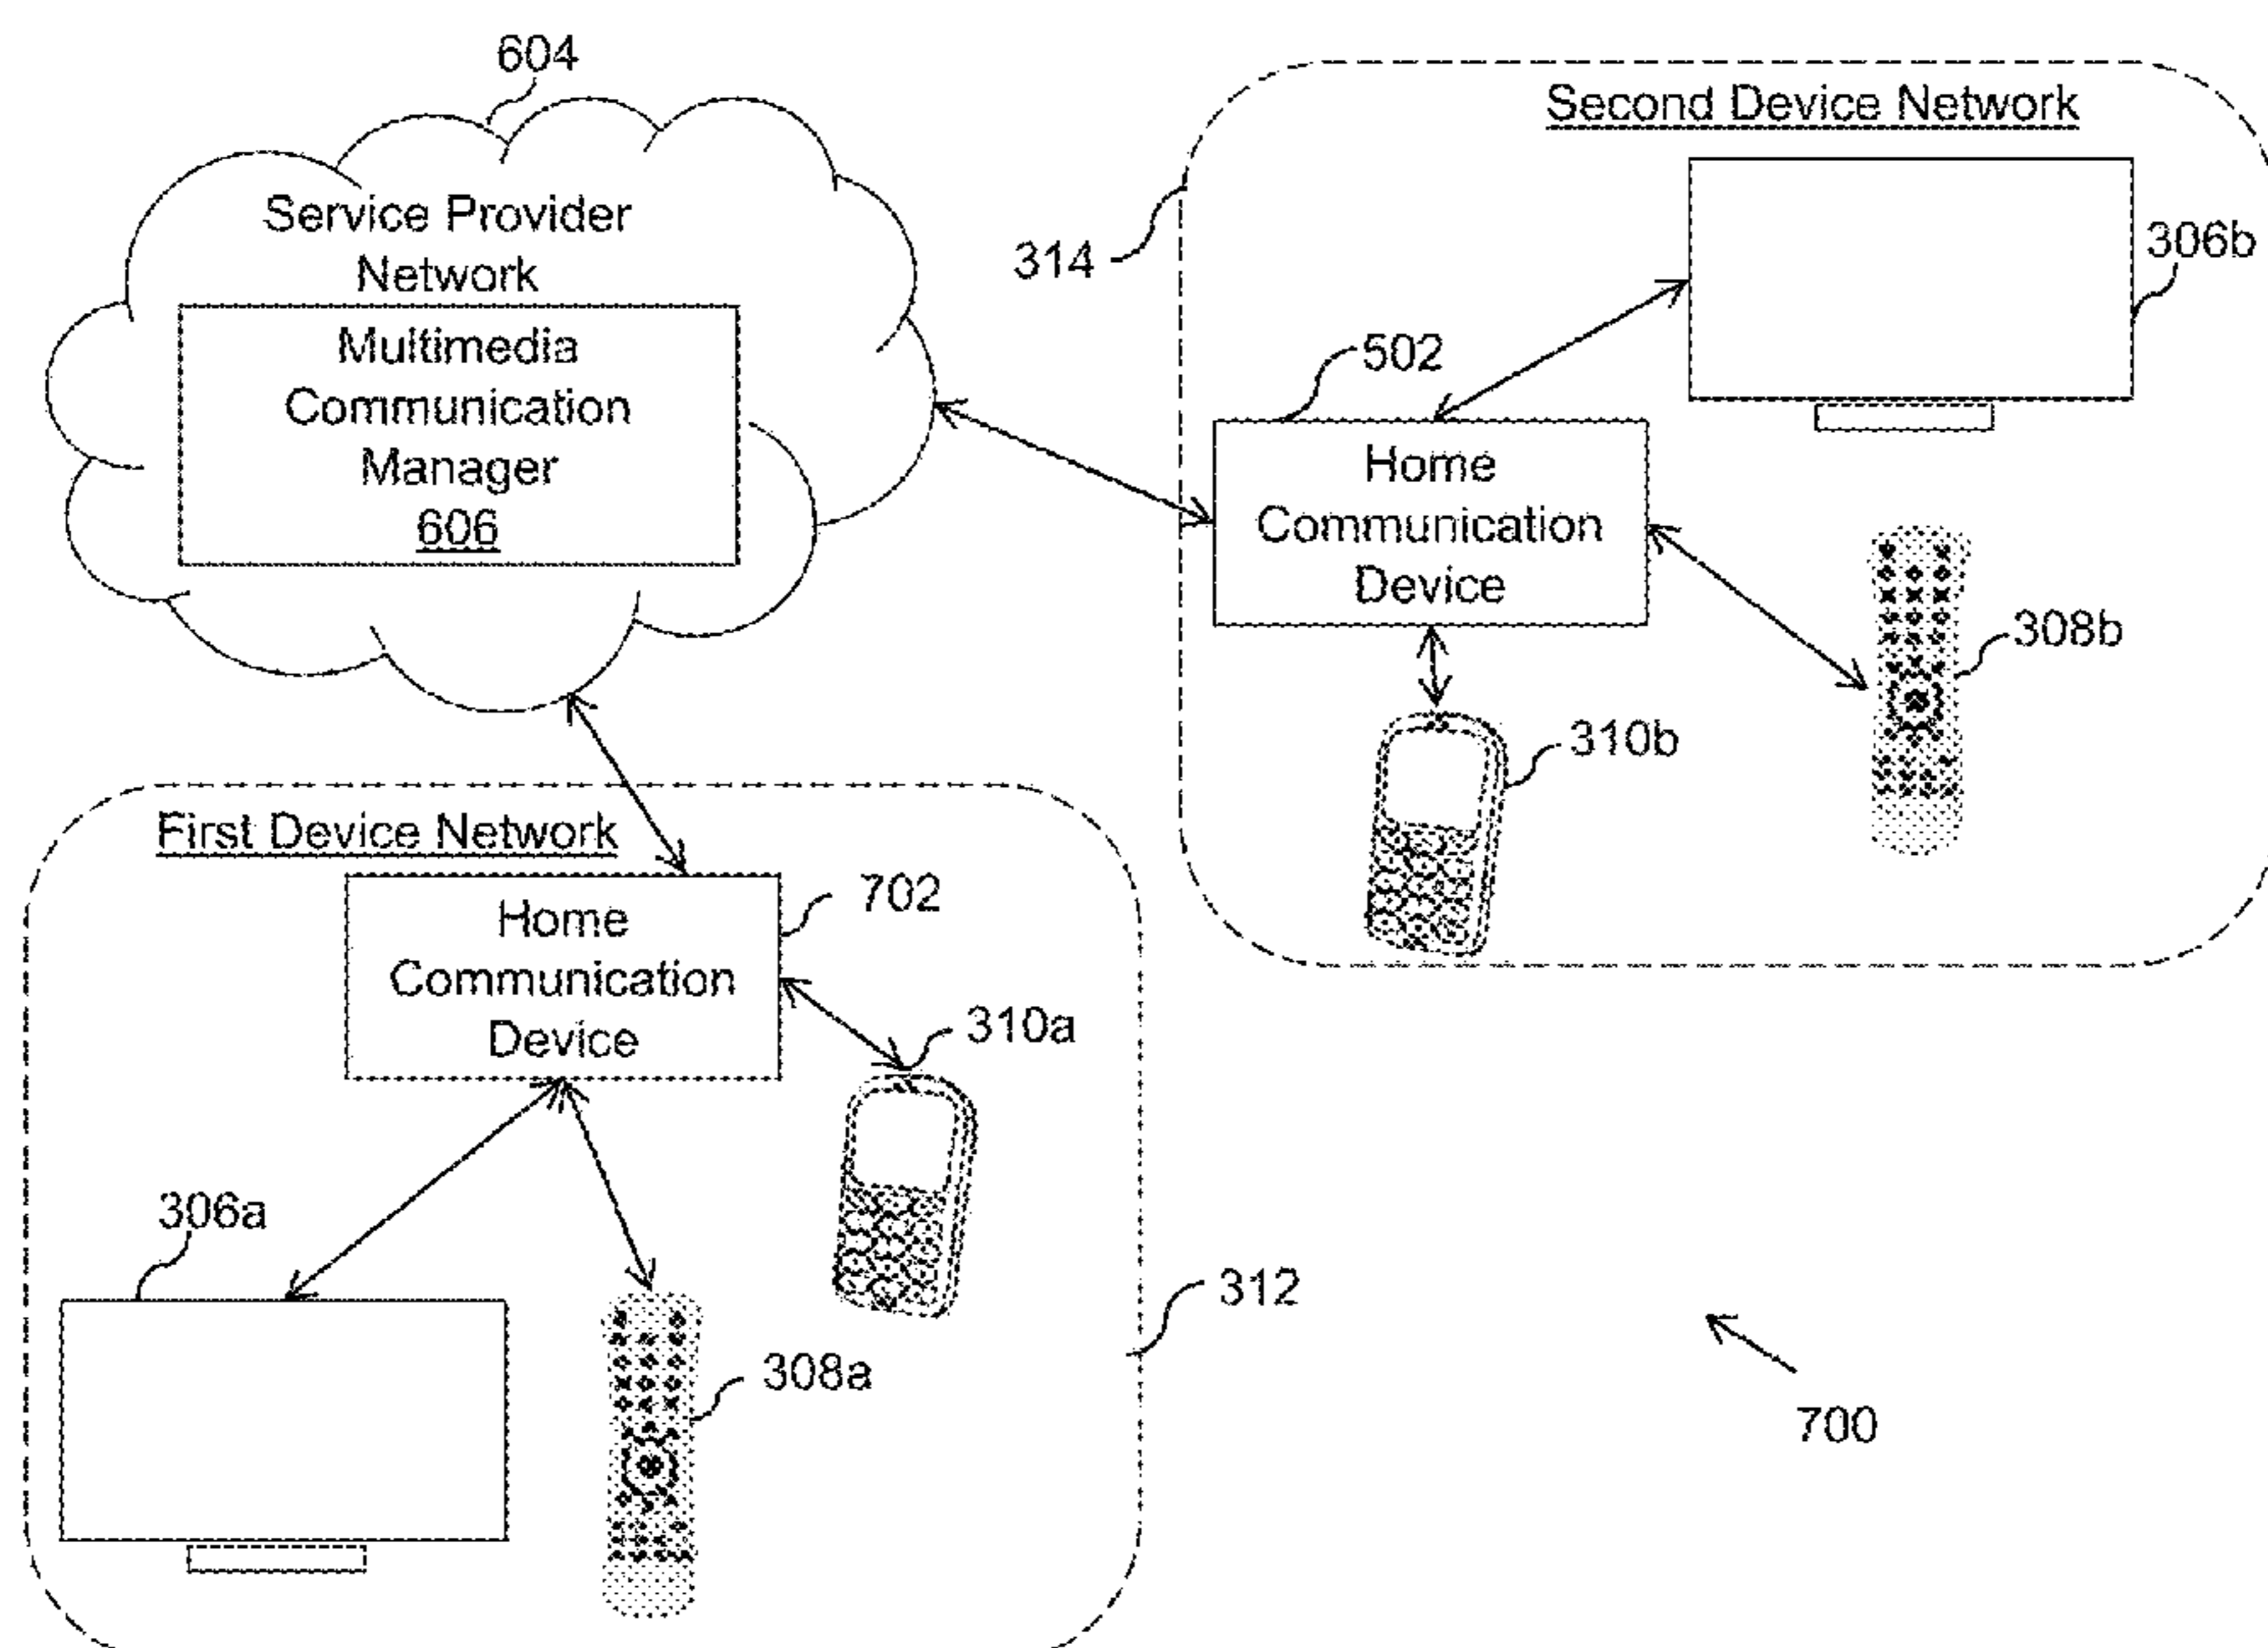 604
Service Provider
Network
Multimedia
Communication
Manager
606
Second Device Network
314
306b
502
Home
Communication
Device
308b
310b
First Device Network
702
Home
Communication
Device
310a
306a
312
308a
700